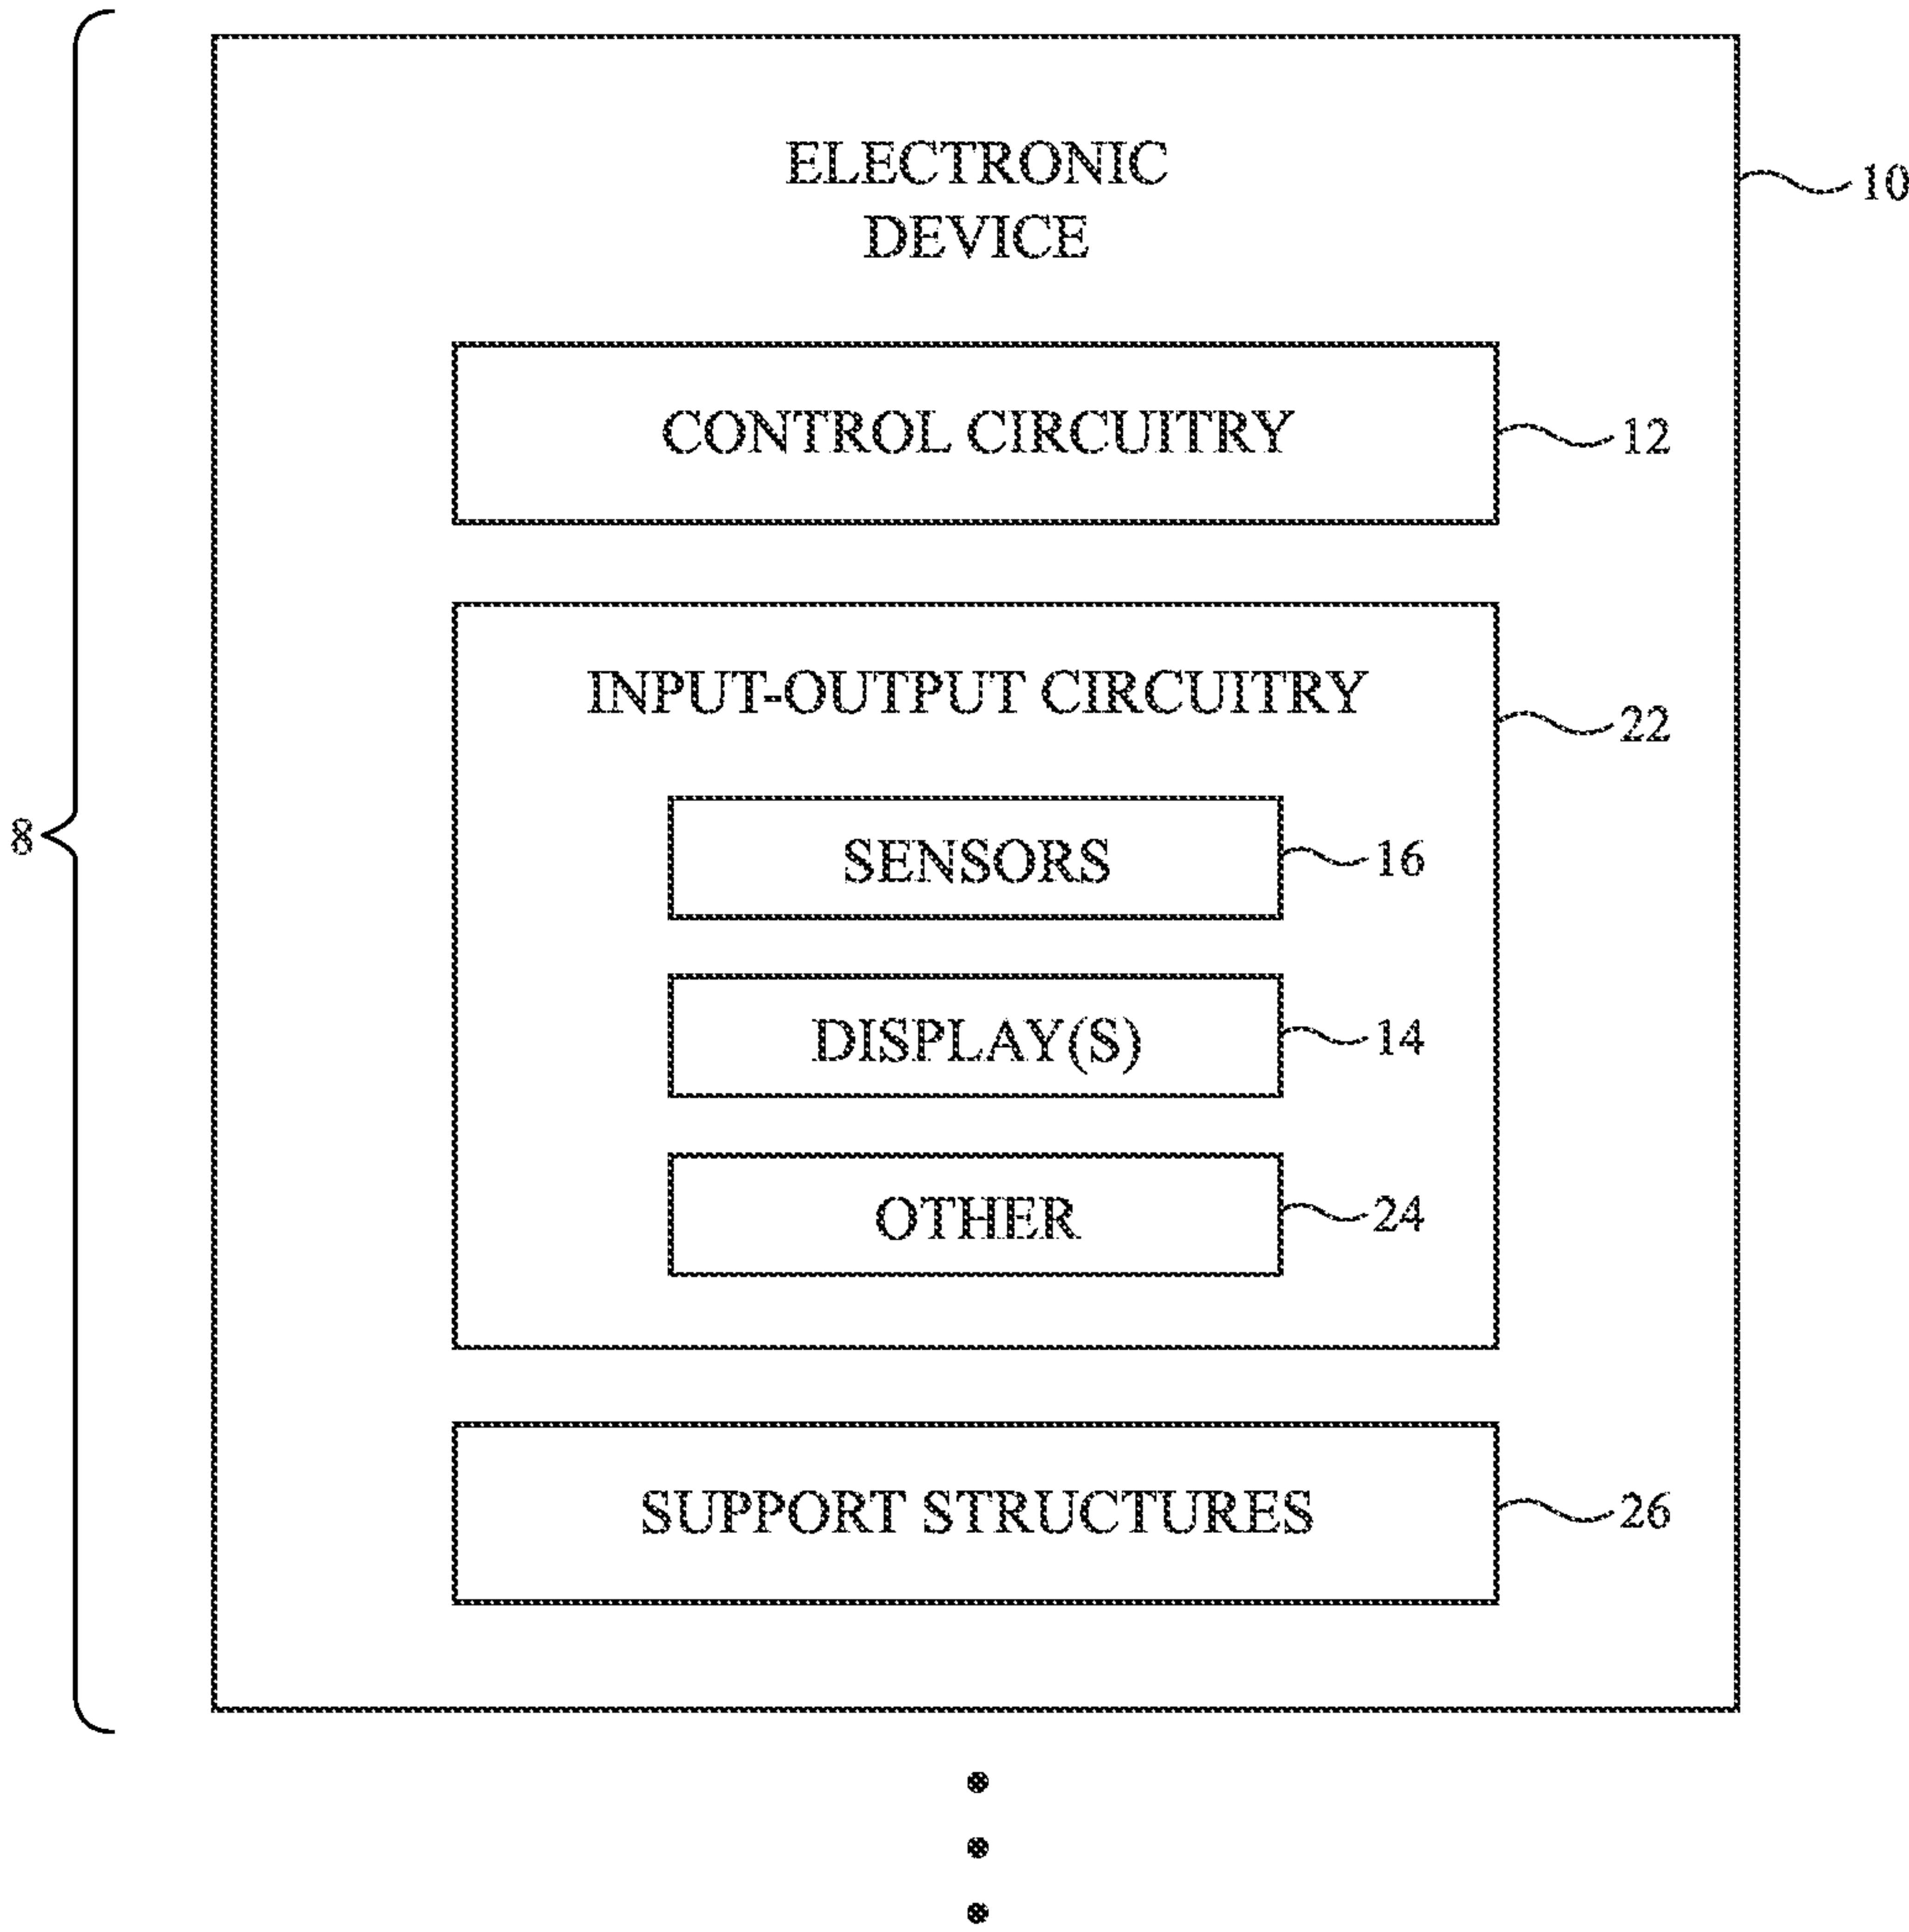 ELECTRONIC
DEVICE
10
CONTROL CIRCUITRY
12
INPUT-OUTPUT CIRCUITRY
22
8
SENSORS
16
DISPLAY(S)
14
OTHER
24
SUPPORT STRUCTURES
26